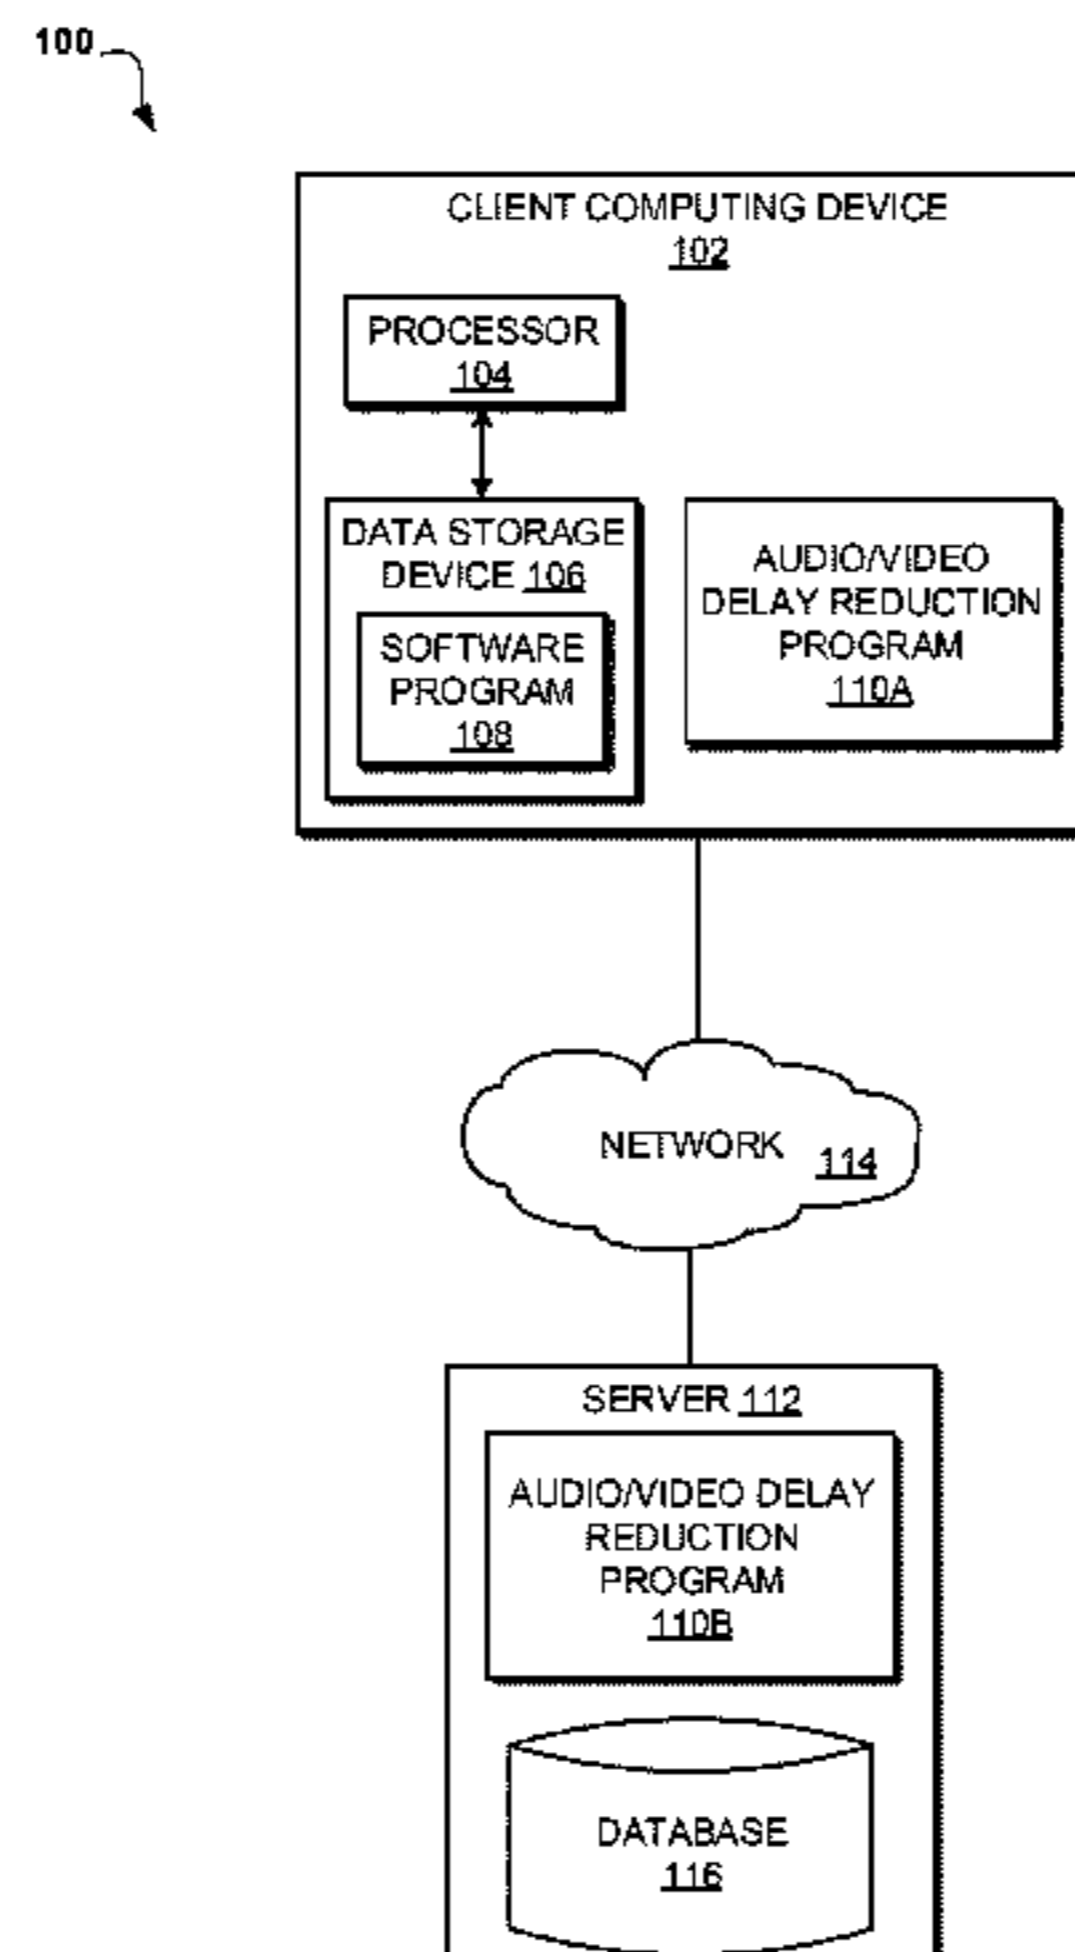 100
CLIENT COMPUTING DEVICE
102
PROCESSOR
104
DATA STORAGE
DEVICE 106
SOFTWARE
PROGRAM
108
AUDIO/VIDEO
DELAY REDUCTION
PROGRAM
110A
NETWORK 114
SERVER 112
AUDIO/VIDEO DELAY
REDUCTION
PROGRAM
110B
DATABASE
116